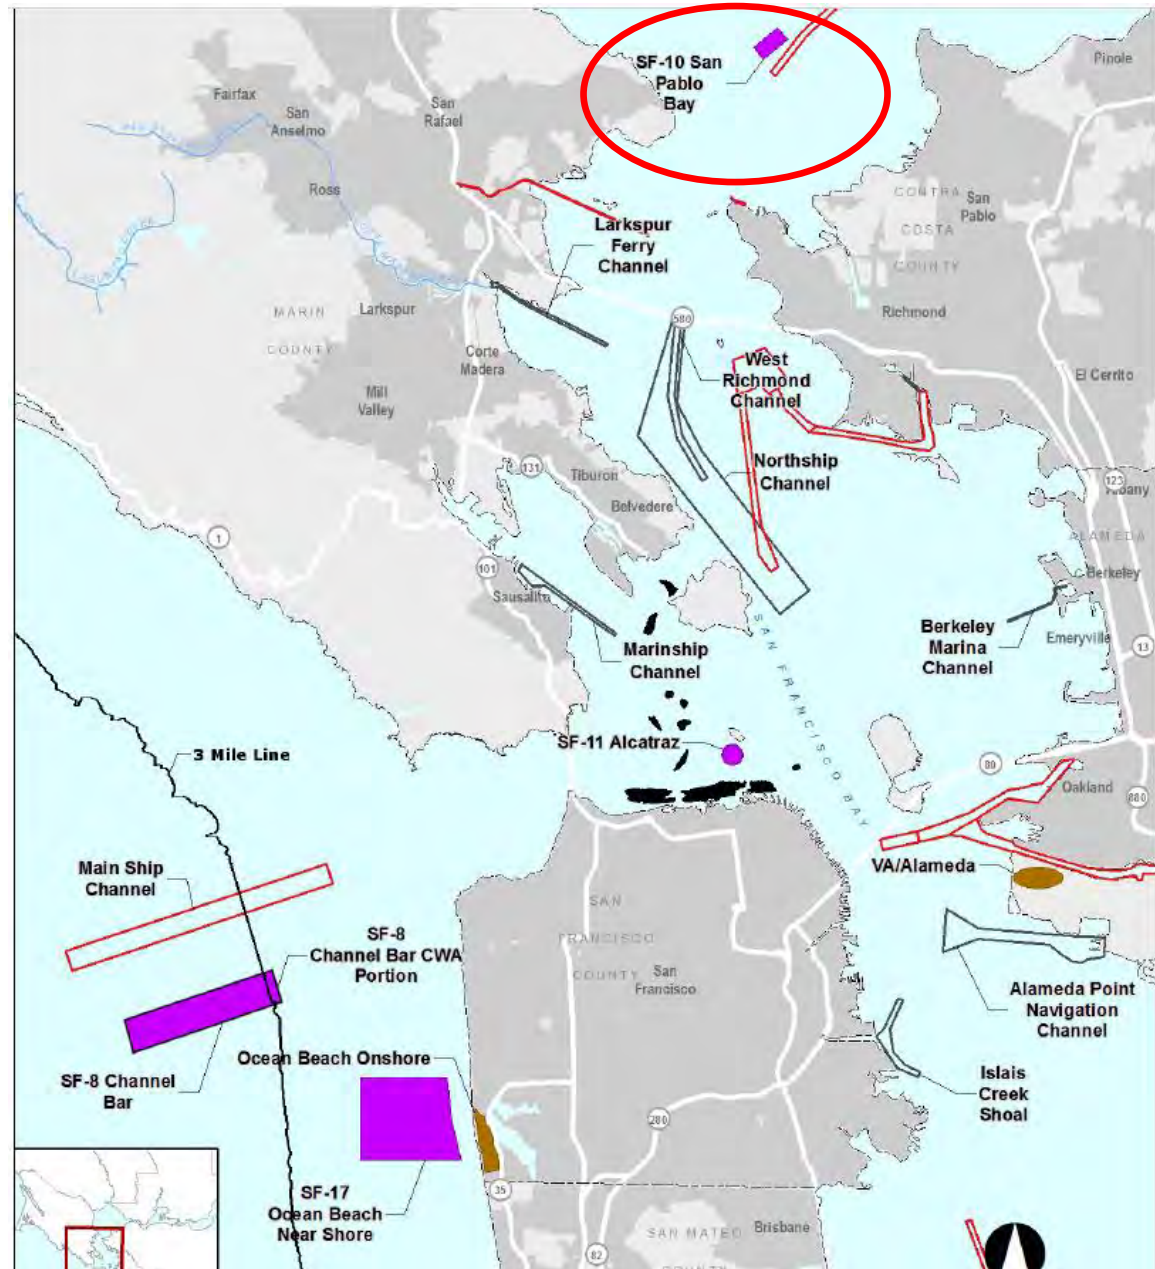 SF-10 San
Pablo
Bay
Pinole
Fairfax
San
Anselmo
San
Rafael
Ross
CONTRA
COSTA
COUNTY
San
Pablo
Larkspur
Ferry
Channel
MARIN
COUNTY
Larkspur
Richmond
580
Corte
Madera
West
Richmond
Channel
El Cerrito
Mill
Valley
Northship
Channel
131
Tiburon
Belvedere
123
Albany
ALAMEDA
1
101
Sausalito
Berkeley
Marinship
Channel
Berkeley
Marina
Channel
Emeryville
13
SAN FRANCISCO BAY
3 Mile Line
SF-11 Alcatraz
80
Oakland
880
Main Ship
Channel
VA/Alameda
SF-8
Channel Bar CWA
Portion
SAN
FRANCISCO
COUNTY
San
Francisco
Alameda Point
Navigation
Channel
SF-8 Channel
Bar
Ocean Beach Onshore
Islais
Creek
Shoal
280
SF-17
Ocean Beach
Near Shore
35
SAN MATEO
COUNTY
Brisbane
82